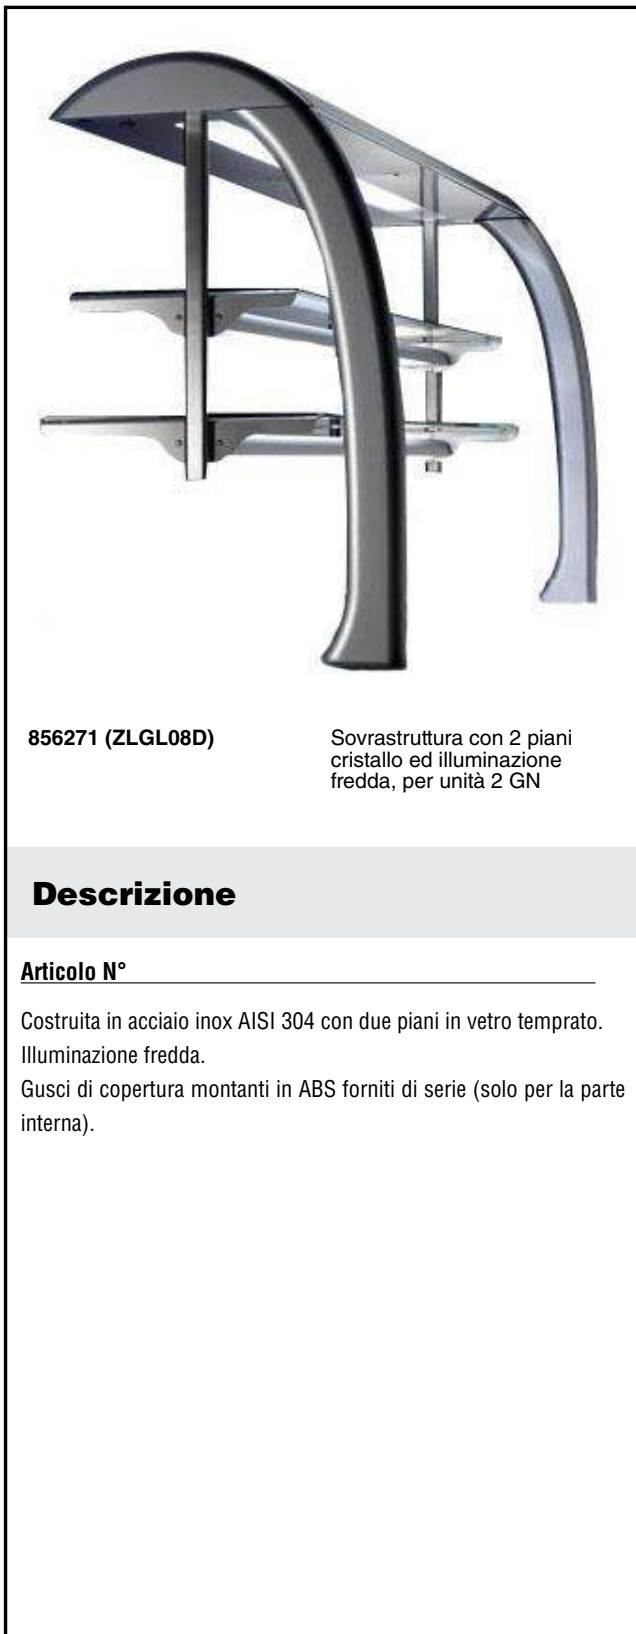 856271 (ZLGL08D)
Sovrastruttura con 2 piani
cristallo ed illuminazione
fredda, per unità 2 GN
Descrizione
Articolo N°
Costruita in acciaio inox AISI 304 con due piani in vetro temprato.
Illuminazione fredda.
Gusci di copertura montanti in ABS forniti di serie (solo per la parte
interna).